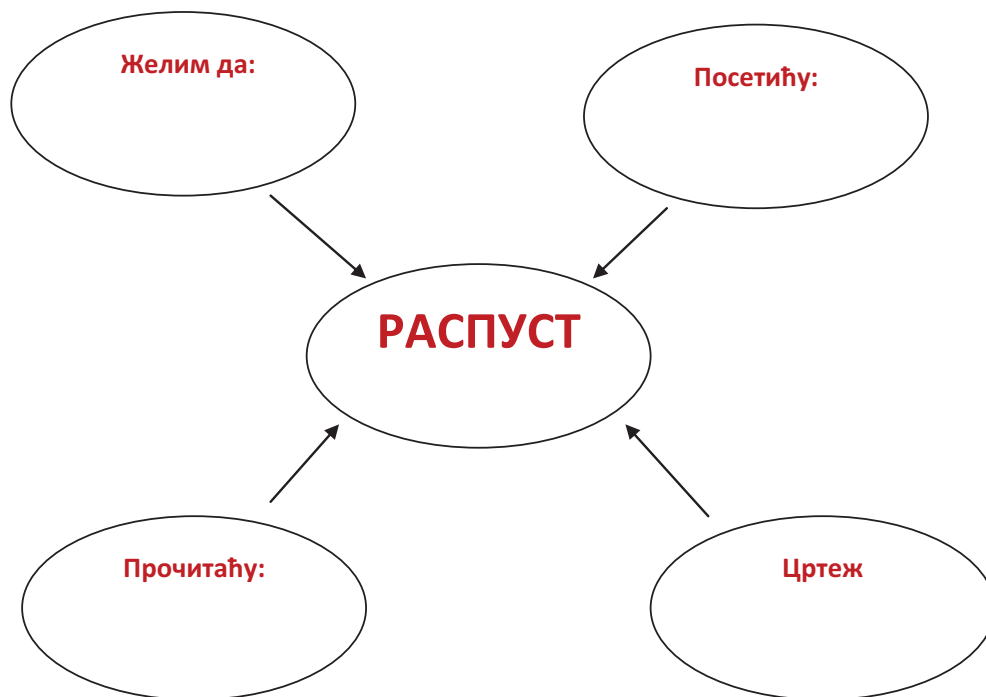 Желим да:
Посетићу:
РАСПУСТ
Прочитаћу:
Цртеж